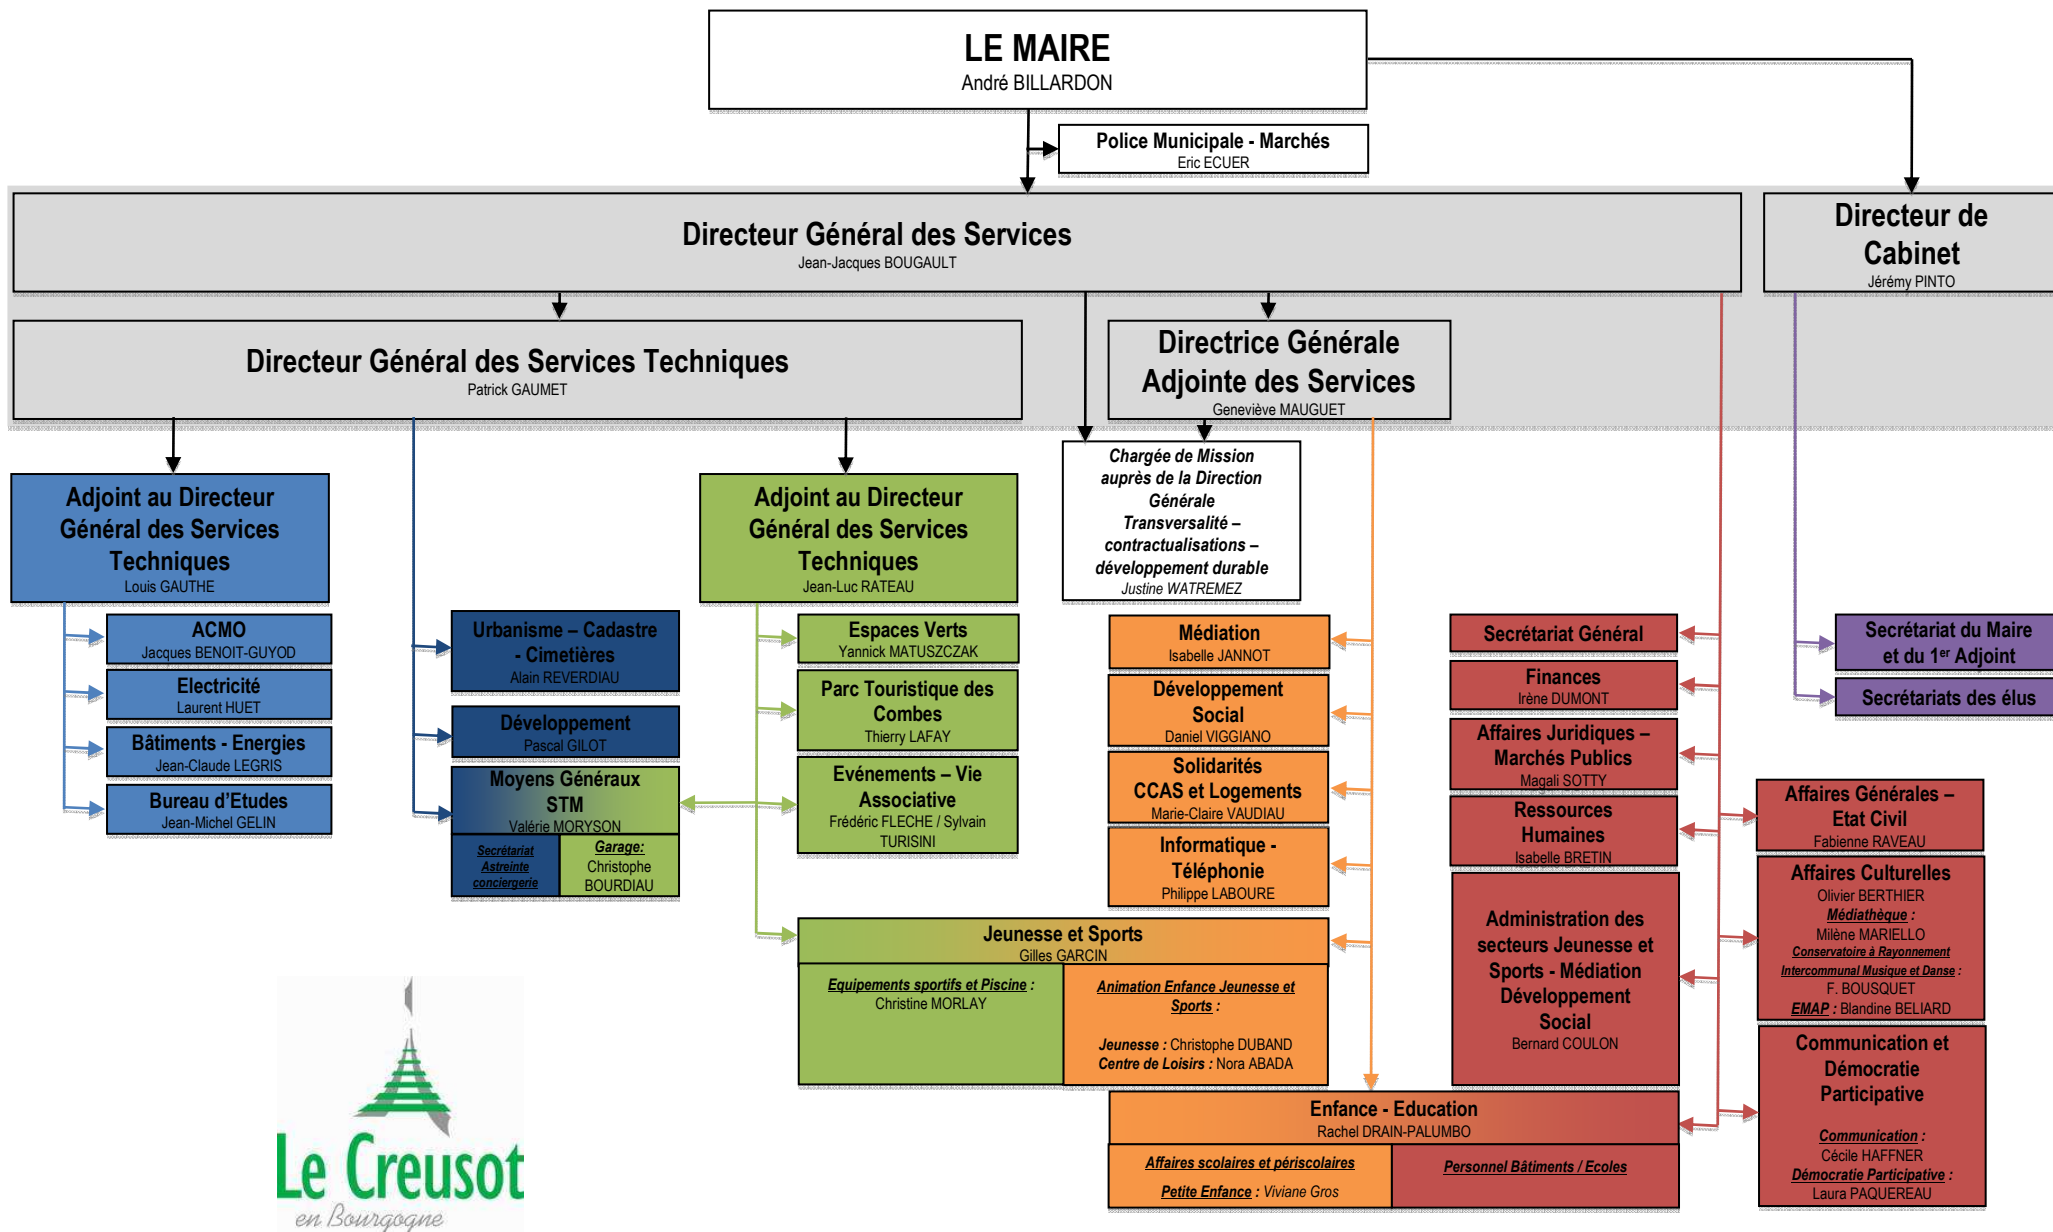 LE MAIRE
André BILLARDON
Police Municipale - Marchés
Eric ECUER
Directeur Général des Services
Jean-Jacques BOUGAULT
Directeur de
Cabinet
Jérémy PINTO
Directeur Général des Services Techniques
Patrick GAUMET
Directrice Générale
Adjointe des Services
Geneviève MAUGUET
Adjoint au Directeur
Général des Services
Techniques
Louis GAUTHE
ACMO
Jacques BENOIT-GUYOD
Electricité
Laurent HUET
Bâtiments - Energies
Jean-Claude LEGRIS
Bureau d'Etudes
Jean-Michel GELIN
Urbanisme – Cadastre
- Cimetières
Alain REVERDIAU
Développement
Pascal GILOT
Moyens Généraux
STM
Valérie MORYSON
Secrétariat
Astreinte
conciergerie
Garage:
Christophe
BOURDIAU
Adjoint au Directeur
Général des Services
Techniques
Jean-Luc RATEAU
Espaces Verts
Yannick MATUSZCZAK
Parc Touristique des
Combes
Thierry LAFAY
Evénements – Vie
Associative
Frédéric FLECHE / Sylvain
TURISINI
Chargée de Mission
auprès de la Direction
Générale
Transversalité –
contractualisations –
développement durable
Justine WATREMEZ
Médiation
Isabelle JANNOT
Développement
Social
Daniel VIGGIANO
Solidarités
CCAS et Logements
Marie-Claire VAUDIAU
Informatique -
Téléphonie
Philippe LABOURE
Jeunesse et Sports
Gilles GARCIN
Equipements sportifs et Piscine :
Christine MORLAY
Animation Enfance Jeunesse et
Sports :
Jeunesse : Christophe DUBAND
Centre de Loisirs : Nora ABADA
Enfance - Education
Rachel DRAIN-PALUMBO
Affaires scolaires et périscolaires
Petite Enfance : Viviane Gros
Personnel Bâtiments / Ecoles
Secrétariat Général
Finances
Irène DUMONT
Affaires Juridiques –
Marchés Publics
Magali SOTTY
Ressources
Humaines
Isabelle BRETIN
Administration des
secteurs Jeunesse et
Sports - Médiation
Développement
Social
Bernard COULON
Secrétariat du Maire
et du 1er Adjoint
Secrétariats des élus
Affaires Générales –
Etat Civil
Fabienne RAVEAU
Affaires Culturelles
Olivier BERTHIER
Médiathèque :
Milène MARIELLO
Conservatoire à Rayonnement
Intercommunal Musique et Danse :
F. BOUSQUET
EMAP : Blandine BELIARD
Communication et
Démocratie
Participative
Communication :
Cécile HAFFNER
Démocratie Participative :
Laura PAQUEREAU
Le Creusot
en Bourgogne